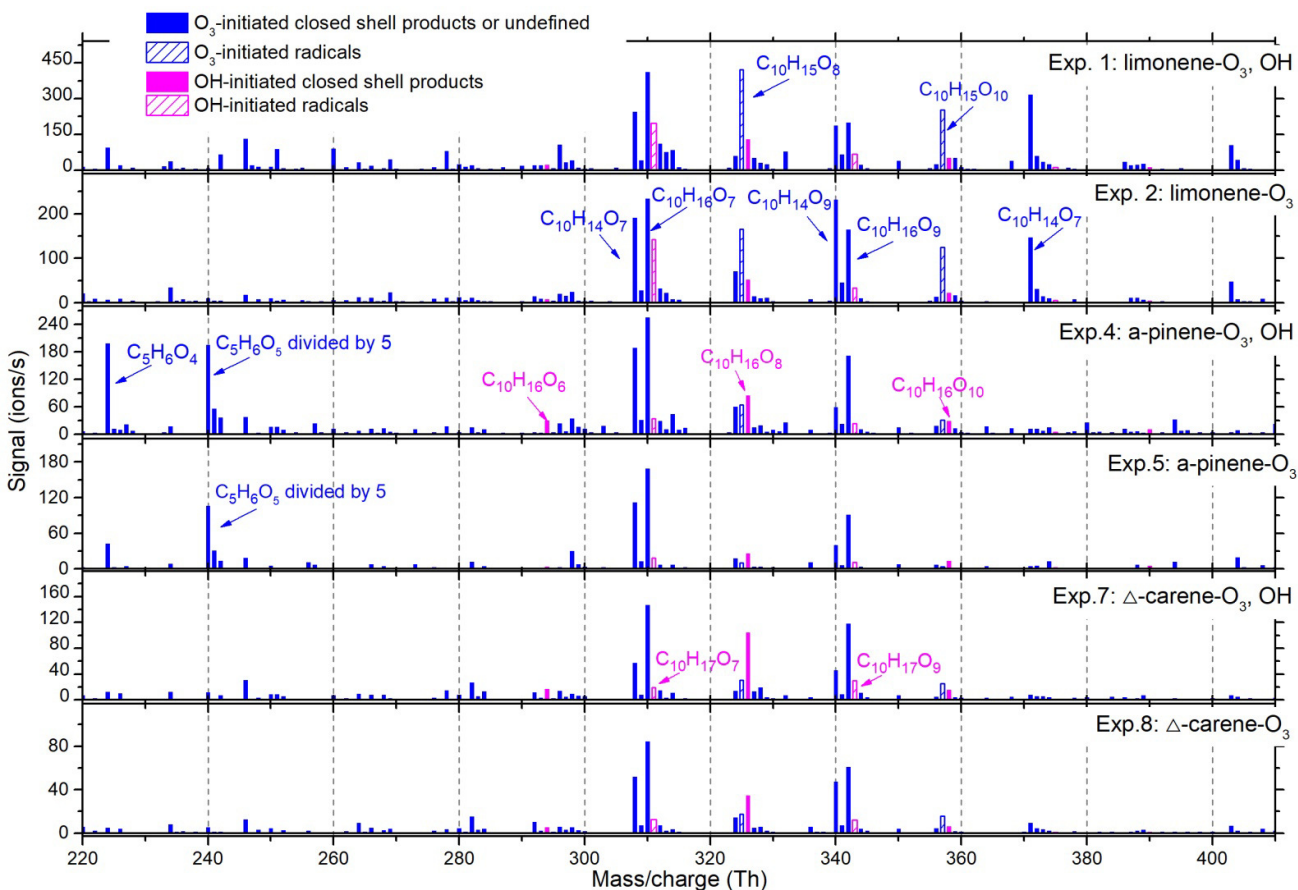 O₃-initiated closed shell products or undefined
O₃-initiated radicals
OH-initiated closed shell products
OH-initiated radicals
Signal (ions/s)
450
300
150
0
C₁₀H₁₅O₈
C₁₀H₁₅O₁₀
Exp. 1: limonene-O₃, OH
200
100
0
C₁₀H₁₄O₇
C₁₀H₁₆O₇
C₁₀H₁₄O₉
C₁₀H₁₆O₉
C₁₀H₁₄O₇
Exp. 2: limonene-O₃
240
180
120
60
0
C₅H₆O₄
C₅H₆O₅ divided by 5
C₁₀H₁₆O₆
C₁₀H₁₆O₈
C₁₀H₁₆O₁₀
Exp.4: a-pinene-O₃, OH
180
120
60
0
C₅H₆O₅ divided by 5
Exp.5: a-pinene-O₃
160
120
80
40
0
C₁₀H₁₇O₇
C₁₀H₁₇O₉
Exp.7: △-carene-O₃, OH
80
40
0
Exp.8: △-carene-O₃
220 240 260 280 300 320 340 360 380 400
Mass/charge (Th)